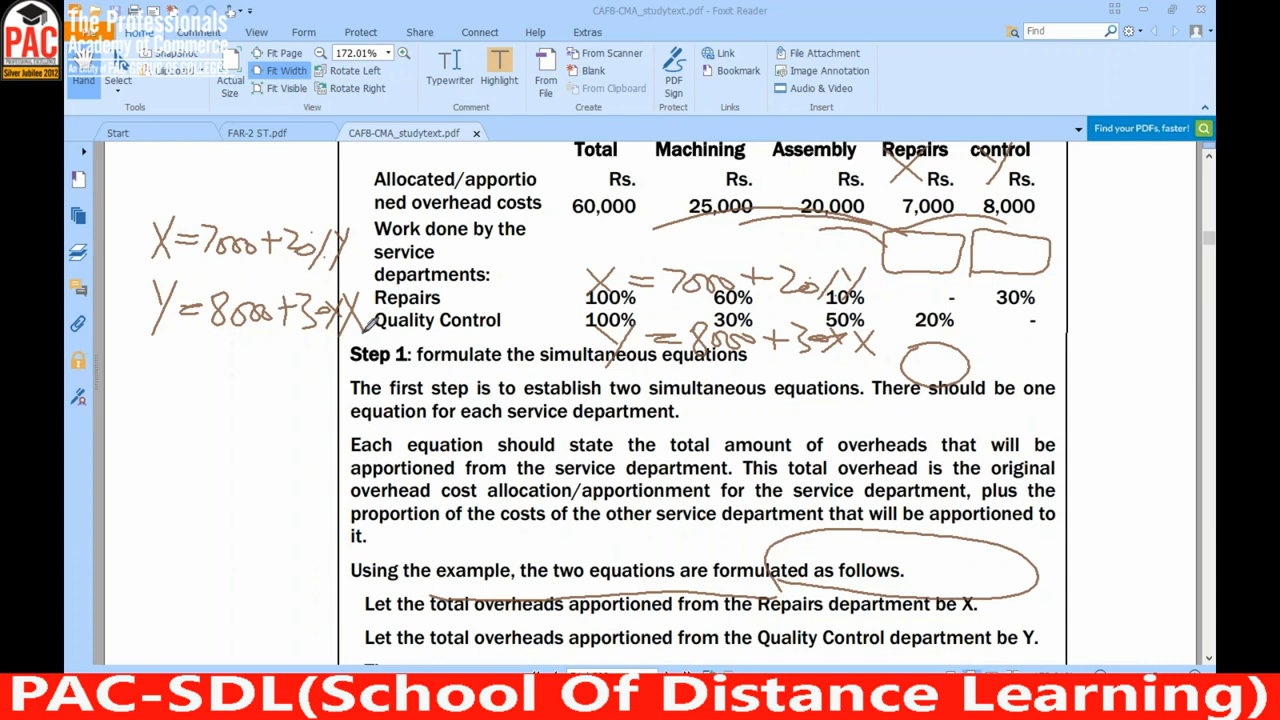 The Professionals
PAC
Academy of Commerce
Silver Jubilee 2012
CAF8-CMA_studytext.pdf - Foxit Reader
Home Comment View Form Protect Share Connect Help Extras
Find
Hand
Select
Snapshot
Clipboard
Actual Size
Fit Page
Fit Width
Fit Visible
172.01%
Rotate Left
Rotate Right
Typewriter
Highlight
From File
From Scanner
Blank
From Clipboard
PDF Sign
Link
Bookmark
File Attachment
Image Annotation
Audio & Video
Tools View Comment Create Protect Links Insert
Start FAR-2 ST.pdf CAF8-CMA_studytext.pdf
Find your PDFs, faster!
Total Machining Assembly Repairs control
X Y
Allocated/apportio Rs. Rs. Rs. Rs. Rs.
ned overhead costs 60,000 25,000 20,000 7,000 8,000
Work done by the
service
departments:
X=7000+20%Y
Y=8000+30%X
X=7000+20%Y
Repairs 100% 60% 10% - 30%
Quality Control 100% 30% 50% 20% -
Y=8000+30%X
Step 1: formulate the simultaneous equations
The first step is to establish two simultaneous equations. There should be one
equation for each service department.
Each equation should state the total amount of overheads that will be
apportioned from the service department. This total overhead is the original
overhead cost allocation/apportionment for the service department, plus the
proportion of the costs of the other service department that will be apportioned to
it.
Using the example, the two equations are formulated as follows.
Let the total overheads apportioned from the Repairs department be X.
Let the total overheads apportioned from the Quality Control department be Y.
PAC-SDL(School Of Distance Learning)